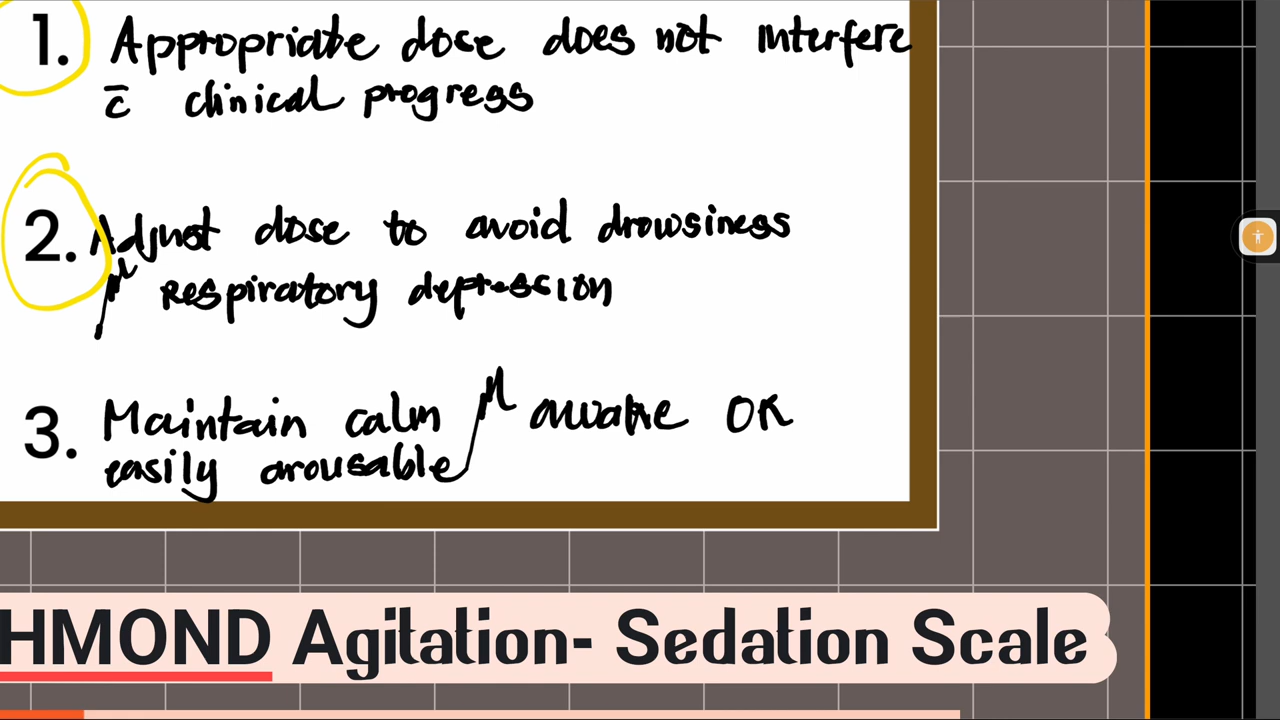 1. Appropriate dose does not interfere
c̄ clinical progress
2. Adjust dose to avoid drowsiness
respiratory depression
3. Maintain calm awake OR
easily arousable
HMOND Agitation- Sedation Scale